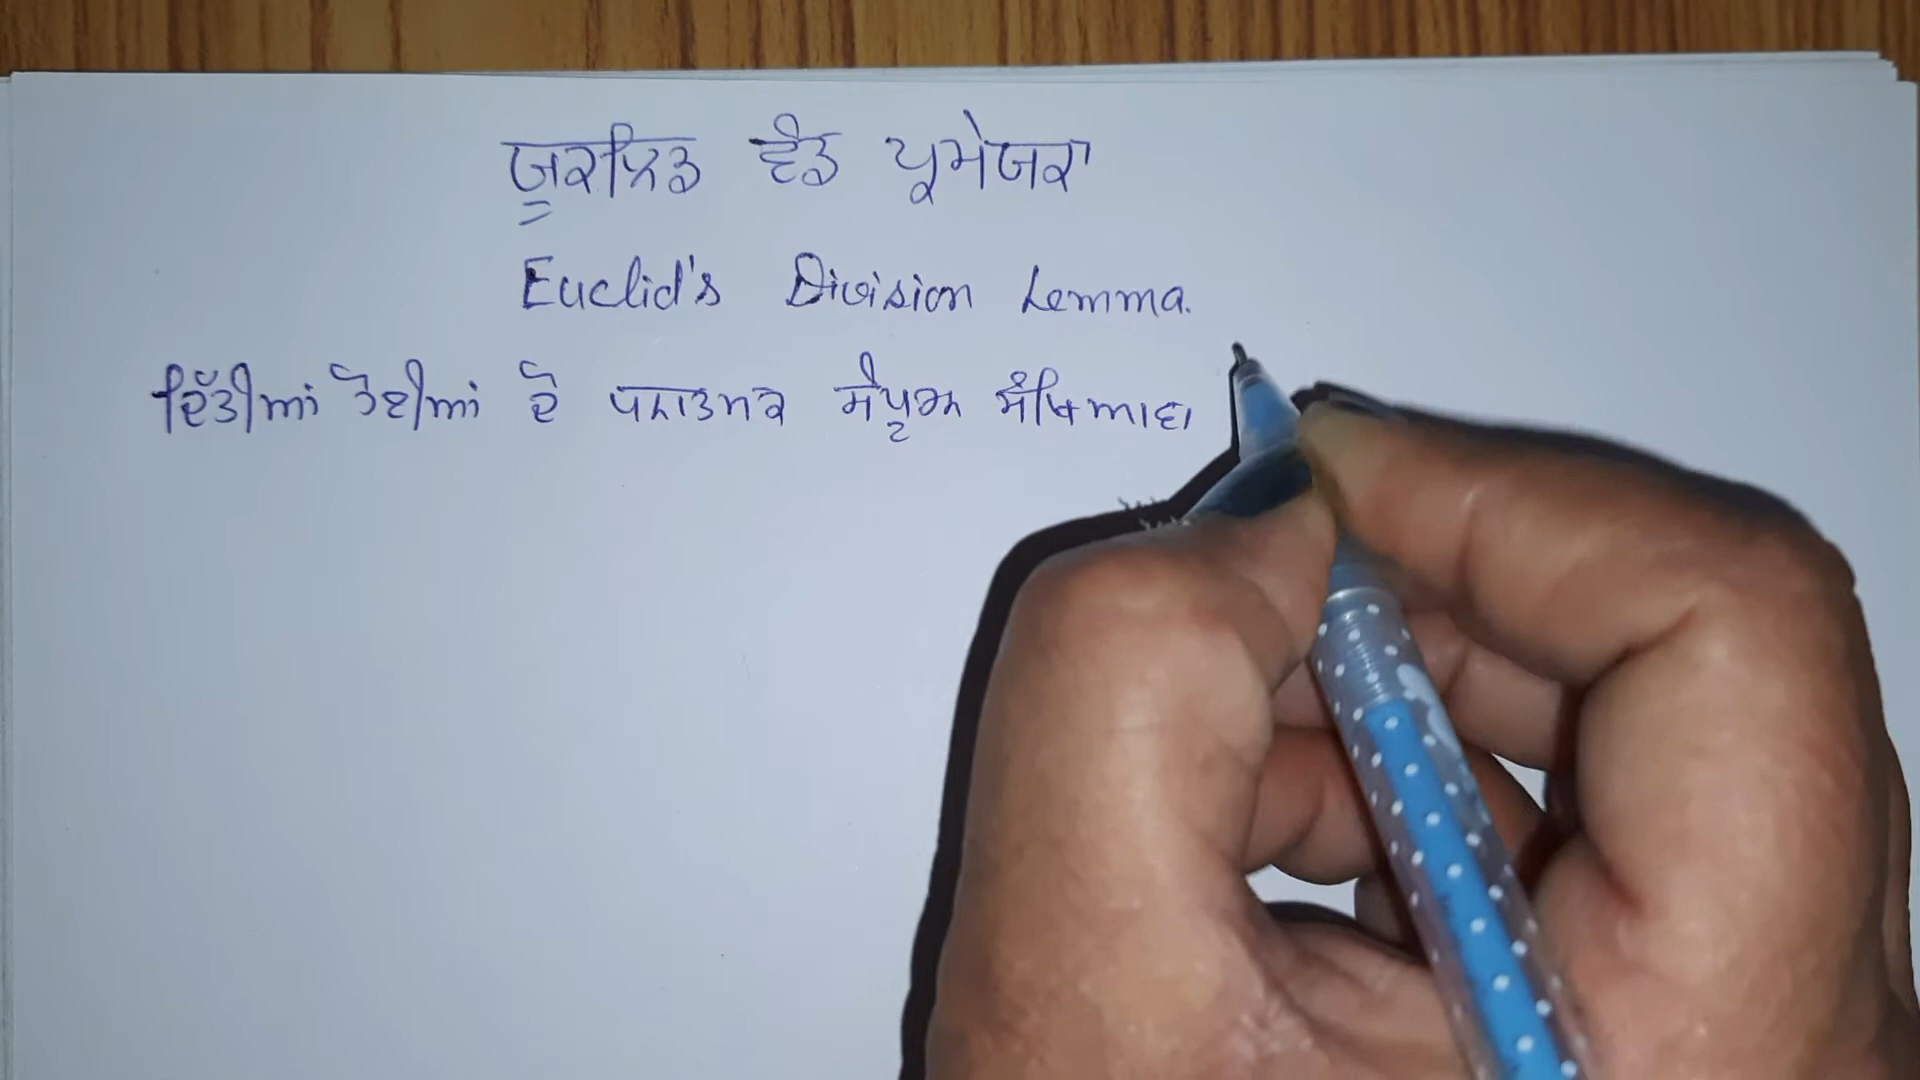 ਯੂਕਲਿਡ ਵੰਡ ਪ੍ਰਮੇਯਕਾ
Euclid's Division Lemma.
ਦਿੱਤੀਆਂ ਹੋਈਆਂ ਦੋ ਧਨਾਤਮਕ ਸੰਪੂਰਨ ਸੰਖਿਆਵਾ